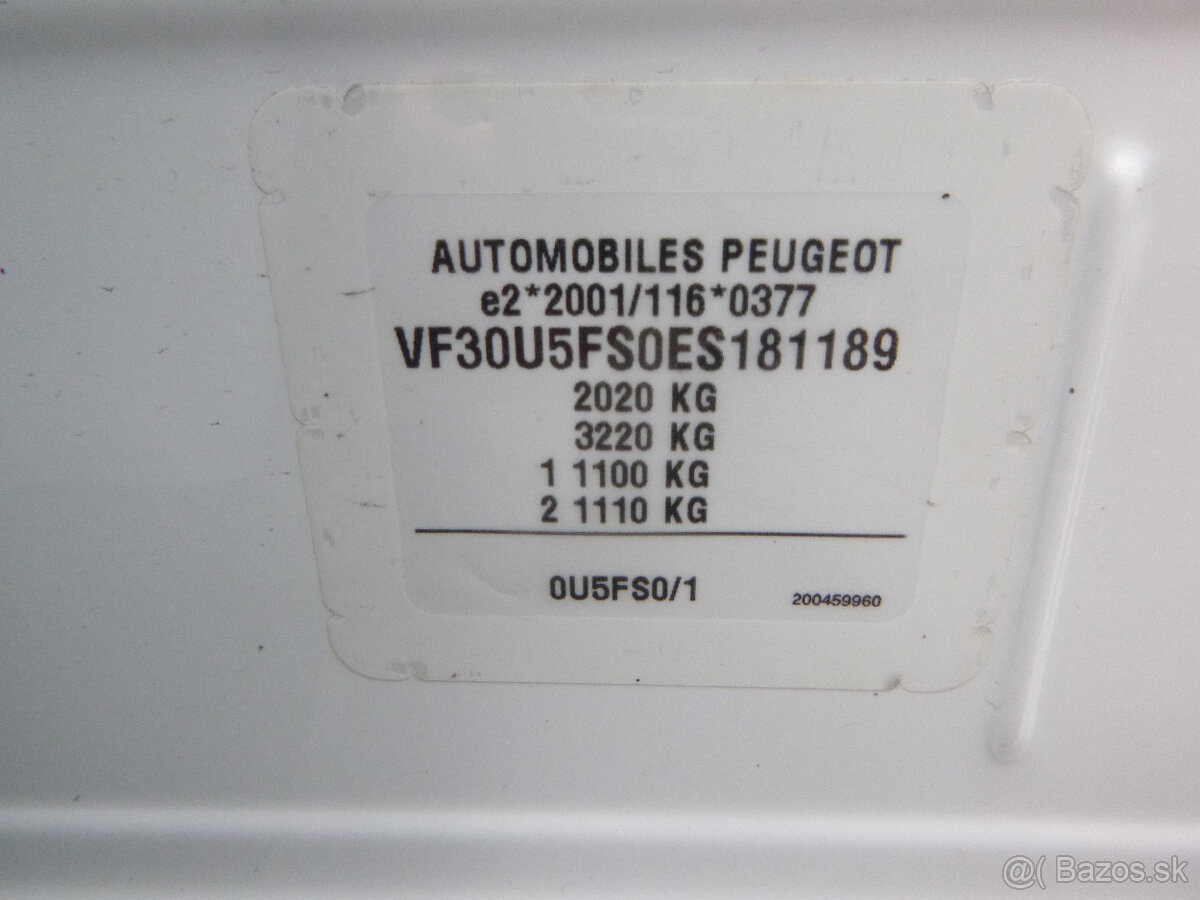 AUTOMOBILES PEUGEOT
e2*2001/116*0377
VF30U5FS0ES181189
2020 KG
3220 KG
1 1100 KG
2 1110 KG
0U5FS0/1
200459960
@( Bazos.sk